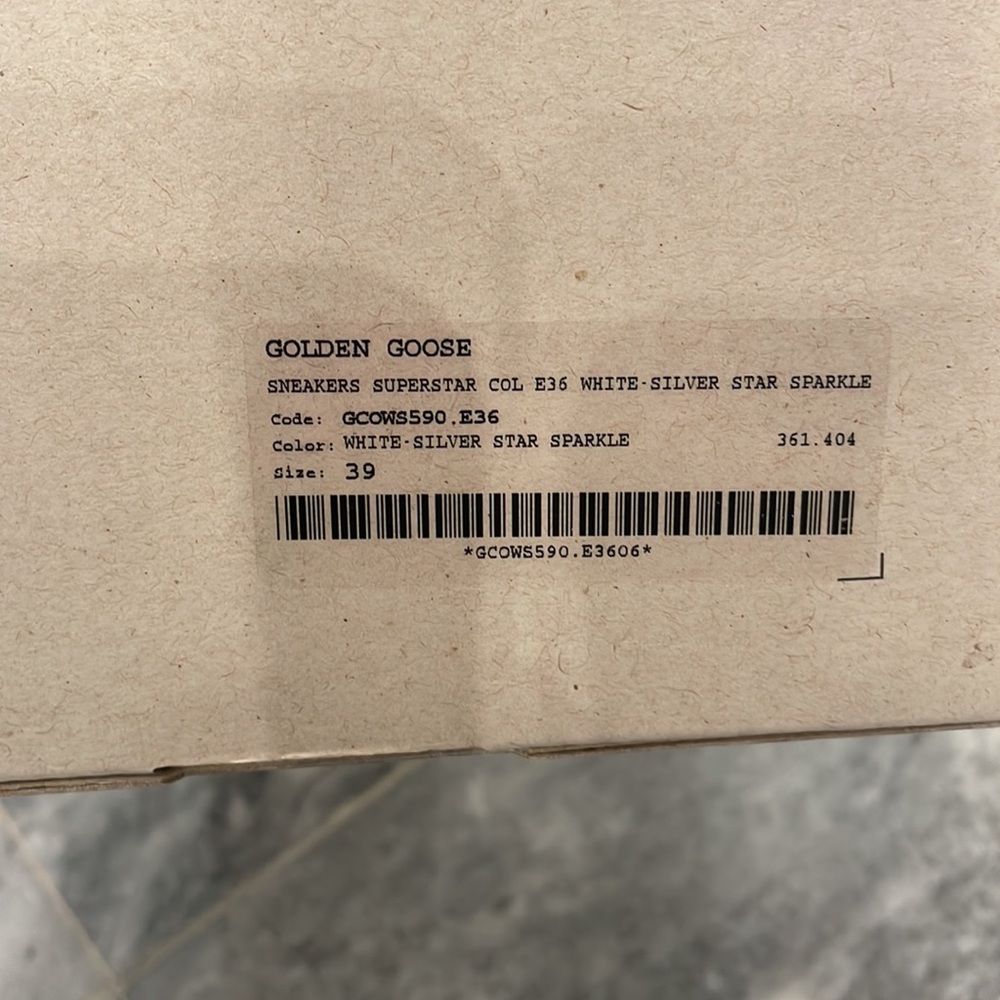 GOLDEN GOOSE
SNEAKERS SUPERSTAR COL E36 WHITE-SILVER STAR SPARKLE
Code: GCOWS590.E36
Color: WHITE-SILVER STAR SPARKLE 361.404
Size: 39
*GCOWS590.E3606*